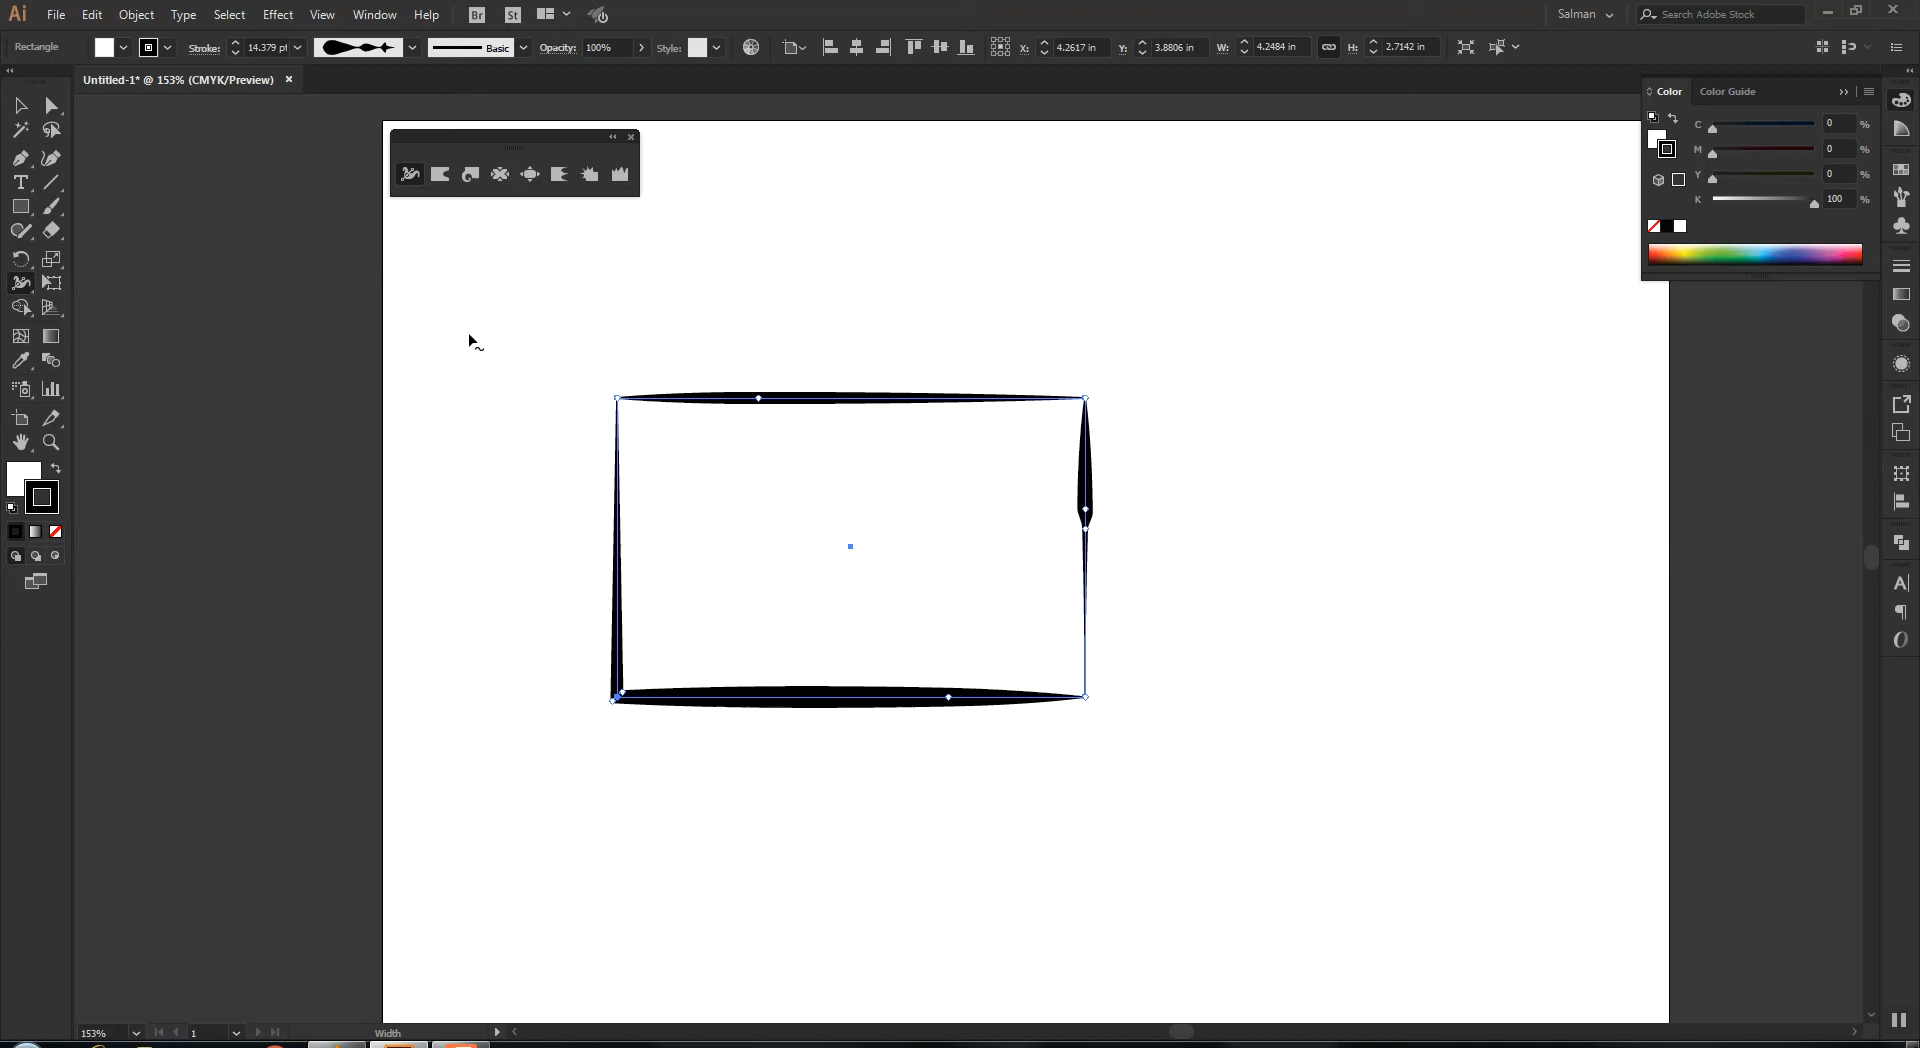 Ai File Edit Object Type Select Effect View Window Help Br St Salman Search Adobe Stock
Rectangle Stroke: 14.379 pt Basic Opacity: 100% Style: X: 4.2617 in Y: 3.8806 in W: 4.2484 in H: 2.7142 in
Untitled-1* @ 153% (CMYK/Preview)
Color Color Guide
C 0 %
M 0 %
Y 0 %
K 100 %
153% 1 Width